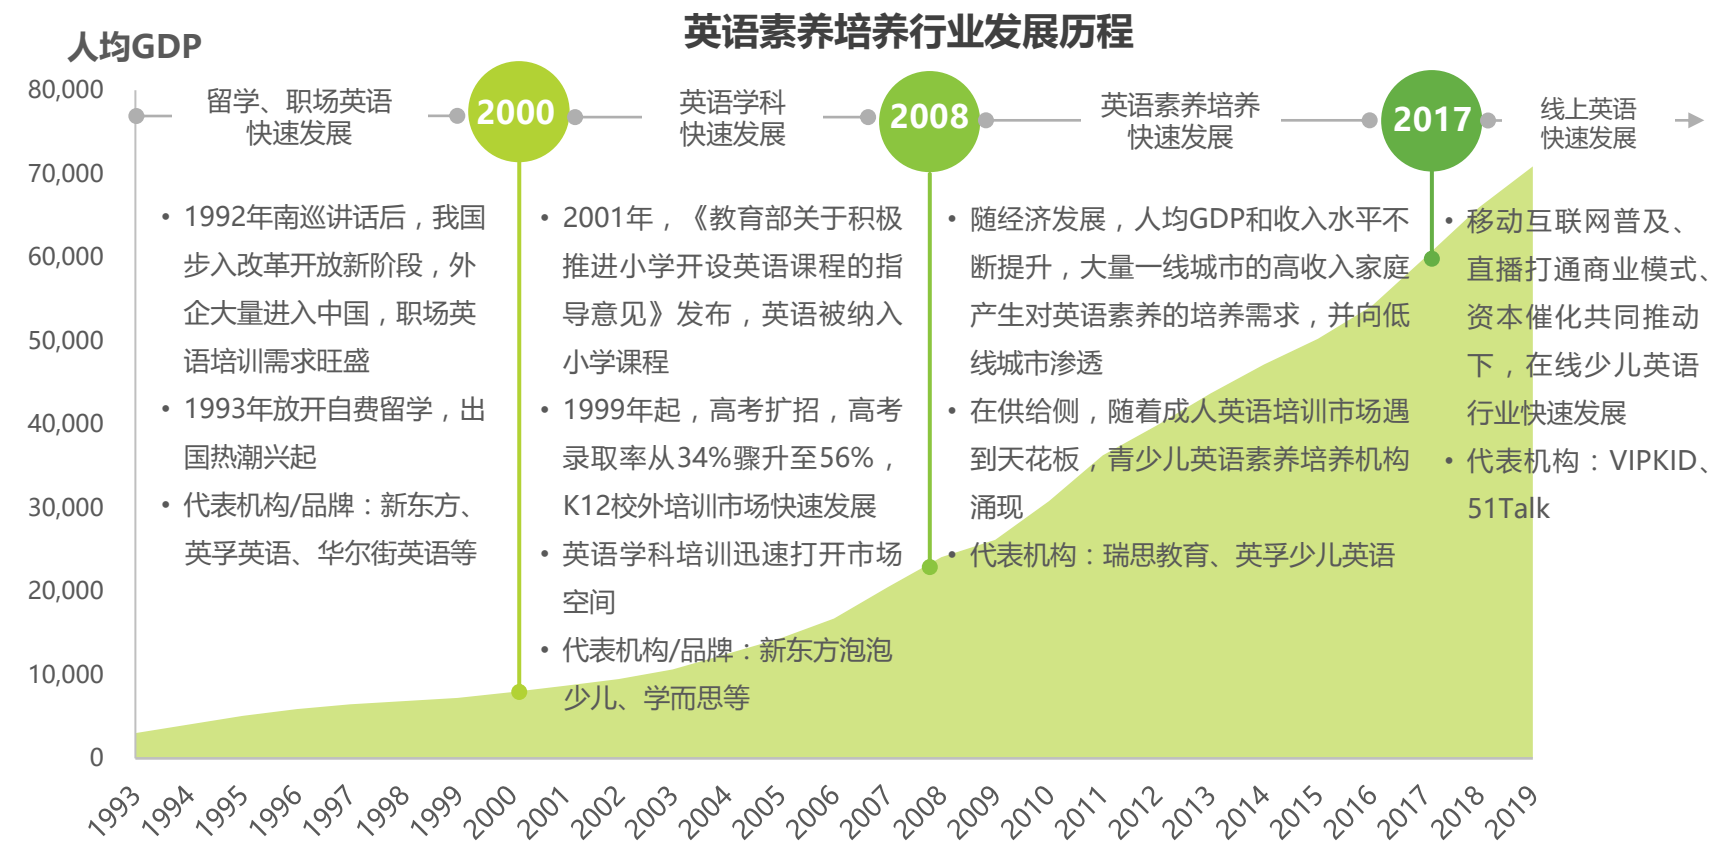 英语素养培养行业发展历程
人均GDP
80,000
70,000
60,000
50,000
40,000
30,000
20,000
10,000
0
留学、职场英语
快速发展
2000
英语学科
快速发展
2008
英语素养培养
快速发展
2017
线上英语
快速发展
• 1992年南巡讲话后，我国
步入改革开放新阶段，外
企大量进入中国，职场英
语培训需求旺盛
• 1993年放开自费留学，出
国热潮兴起
• 代表机构/品牌：新东方、
英孚英语、华尔街英语等
• 2001年，《教育部关于积极
推进小学开设英语课程的指
导意见》发布，英语被纳入
小学课程
• 1999年起，高考扩招，高考
录取率从34%骤升至56%，
K12校外培训市场快速发展
• 英语学科培训迅速打开市场
空间
• 代表机构/品牌：新东方泡泡
少儿、学而思等
• 随经济发展，人均GDP和收入水平不
断提升，大量一线城市的高收入家庭
产生对英语素养的培养需求，并向低
线城市渗透
• 在供给侧，随着成人英语培训市场遇
到天花板，青少儿英语素养培养机构
涌现
• 代表机构：瑞思教育、英孚少儿英语
• 移动互联网普及、
直播打通商业模式、
资本催化共同推动
下，在线少儿英语
行业快速发展
• 代表机构：VIPKID、
51Talk
1993
1994
1995
1996
1997
1998
1999
2000
2001
2002
2003
2004
2005
2006
2007
2008
2009
2010
2011
2012
2013
2014
2015
2016
2017
2018
2019